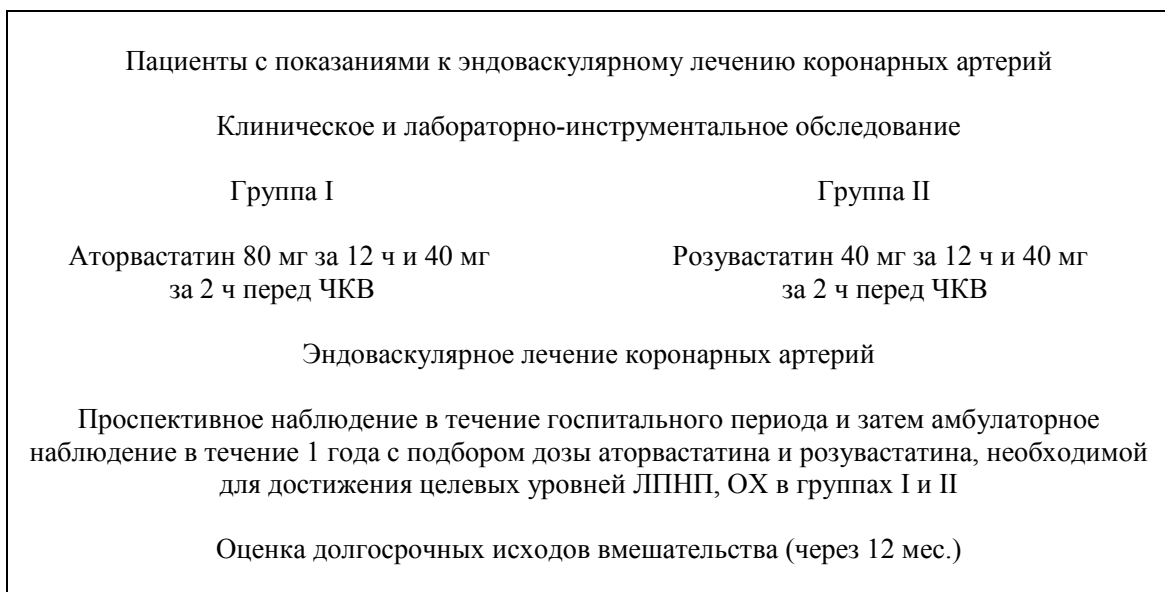 Пациенты с показаниями к эндоваскулярному лечению коронарных артерий
Клиническое и лабораторно-инструментальное обследование
Группа I
Аторвастатин 80 мг за 12 ч и 40 мг
за 2 ч перед ЧКВ
Группа II
Розувастатин 40 мг за 12 ч и 40 мг
за 2 ч перед ЧКВ
Эндоваскулярное лечение коронарных артерий
Проспективное наблюдение в течение госпитального периода и затем амбулаторное
наблюдение в течение 1 года с подбором дозы аторвастатина и розувастатина, необходимой
для достижения целевых уровней ЛПНП, ОХ в группах I и II
Оценка долгосрочных исходов вмешательства (через 12 мес.)